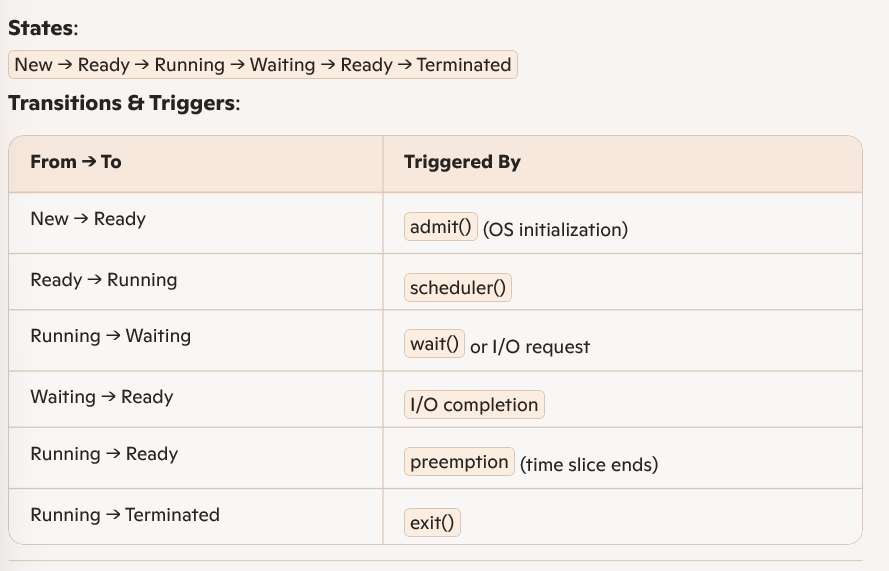 States:
New → Ready → Running → Waiting → Ready → Terminated
Transitions & Triggers:
From → To
Triggered By
New → Ready
admit() (OS initialization)
Ready → Running
scheduler()
Running → Waiting
wait() or I/O request
Waiting → Ready
I/O completion
Running → Ready
preemption (time slice ends)
Running → Terminated
exit()